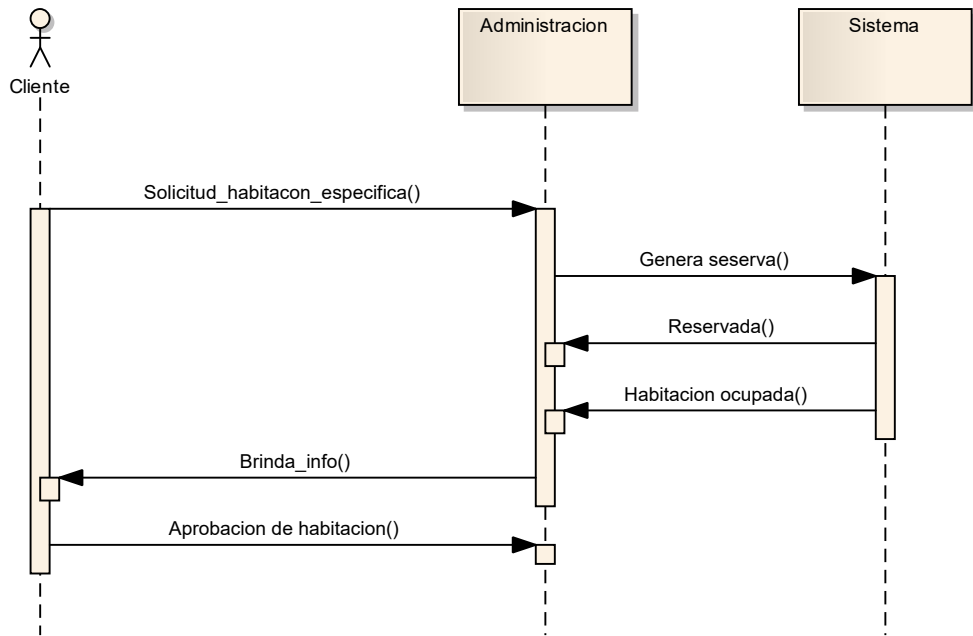 Administracion
Sistema
Cliente
Solicitud_habitacon_especifica()
Genera seserva()
Reservada()
Habitacion ocupada()
Brinda_info()
Aprobacion de habitacion()